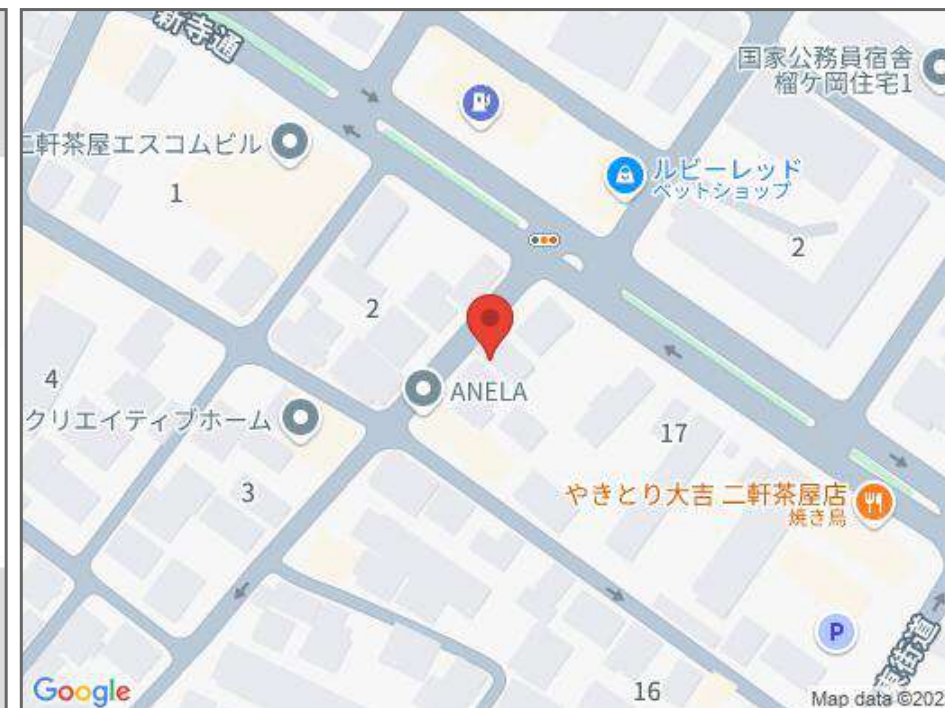 新寺通
国家公務員宿舎
榴ケ岡住宅1
二軒茶屋エスコムビル
1
ルビーレッド
ペットショップ
2
2
4
ANELA
クリエイティブホーム
17
3
やきとり大吉 二軒茶屋店
焼き鳥
P
街道
16
Google
Map data ©202